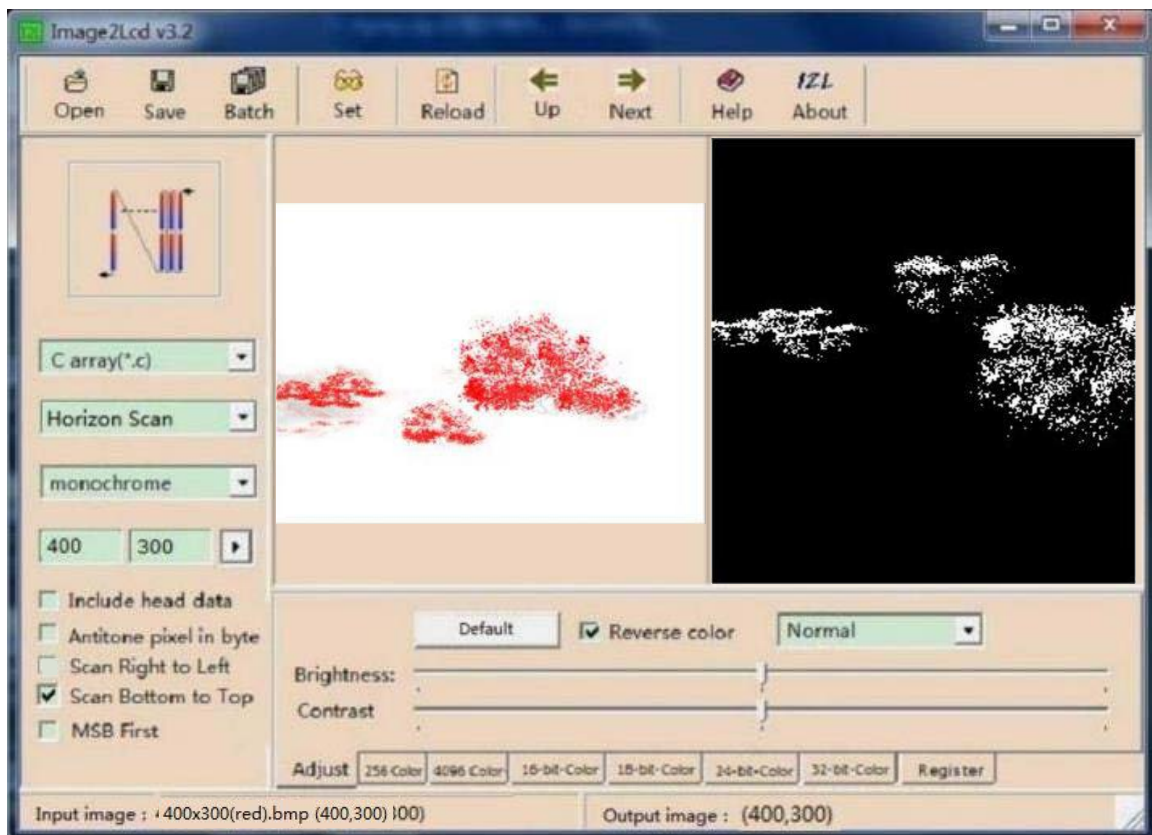 Image2Lcd v3.2
Open Save Batch Set Reload Up Next Help About
I2L
C array(*.c)
Horizon Scan
monochrome
400 300
Include head data
Antitone pixel in byte
Scan Right to Left
Scan Bottom to Top
MSB First
Default Reverse color Normal
Brightness:
Contrast
Adjust 256 Color 4096 Color 16-bit-Color 18-bit-Color 24-bit-Color 32-bit-Color Register
Input image : 400x300(red).bmp (400,300) 300) Output image : (400,300)